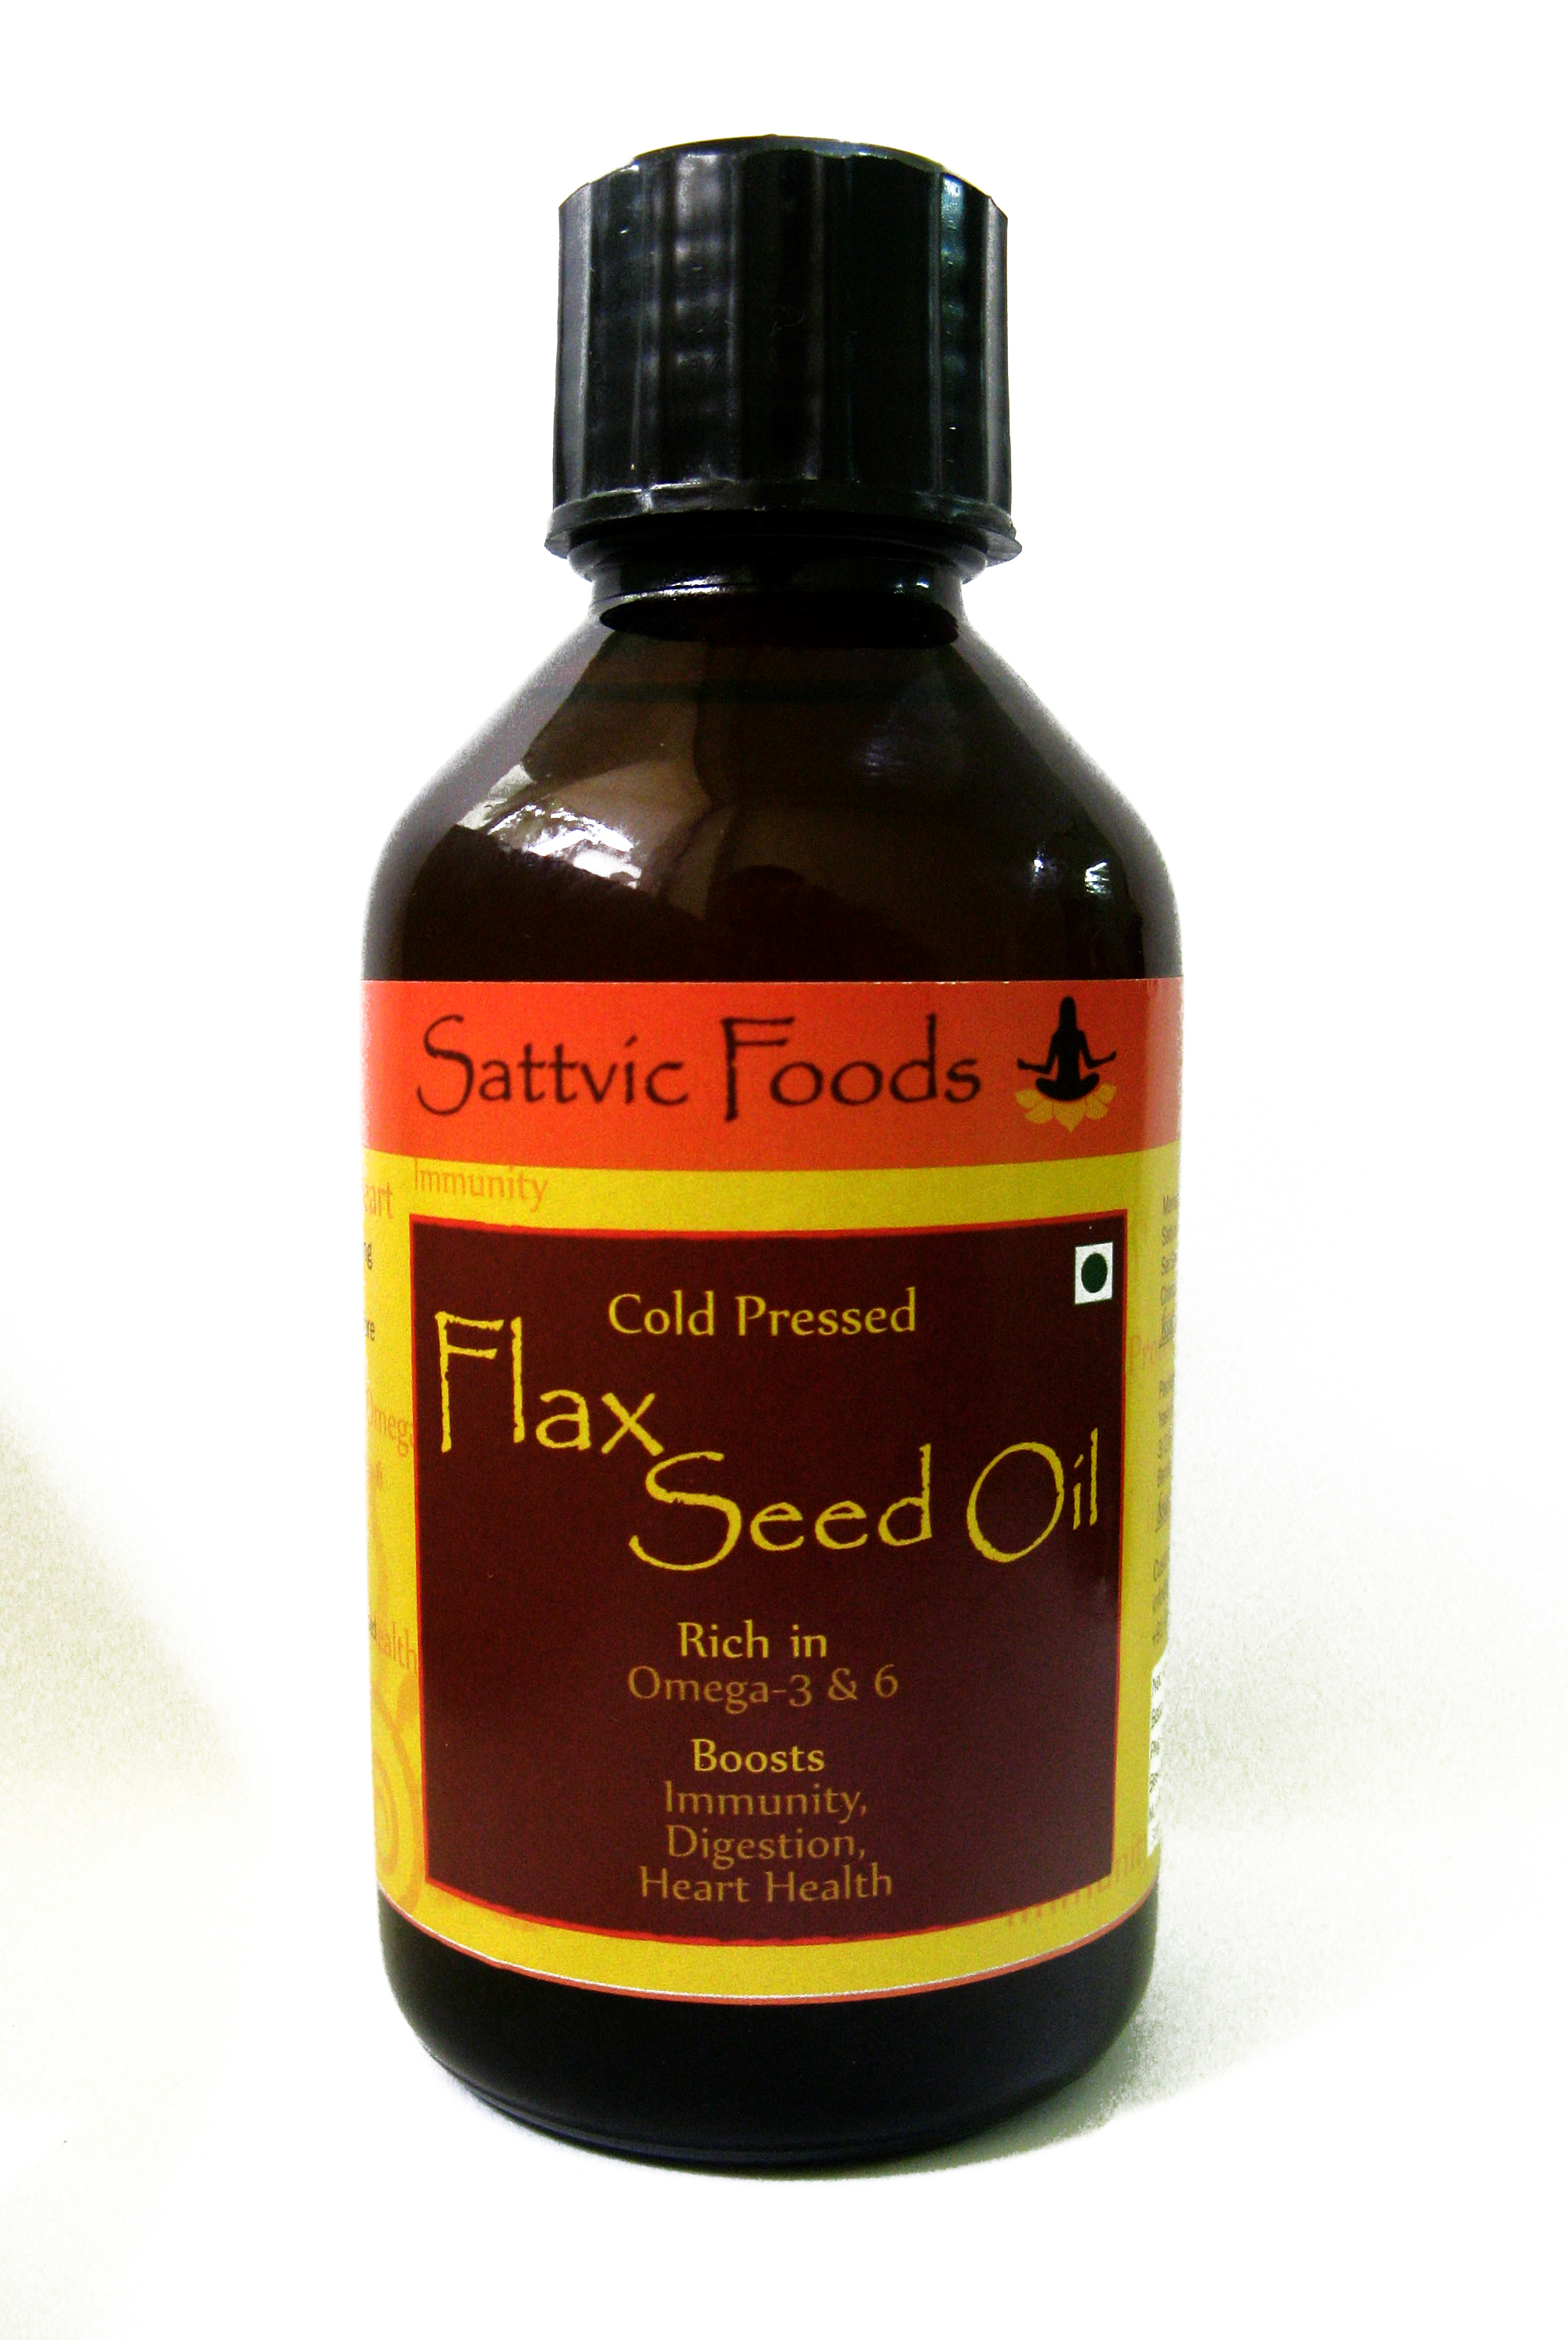 Sattvic Foods
Immunity
Cold Pressed
Flax
Seed Oil
Rich in
Omega-3 & 6
Boosts
Immunity,
Digestion,
Heart Health